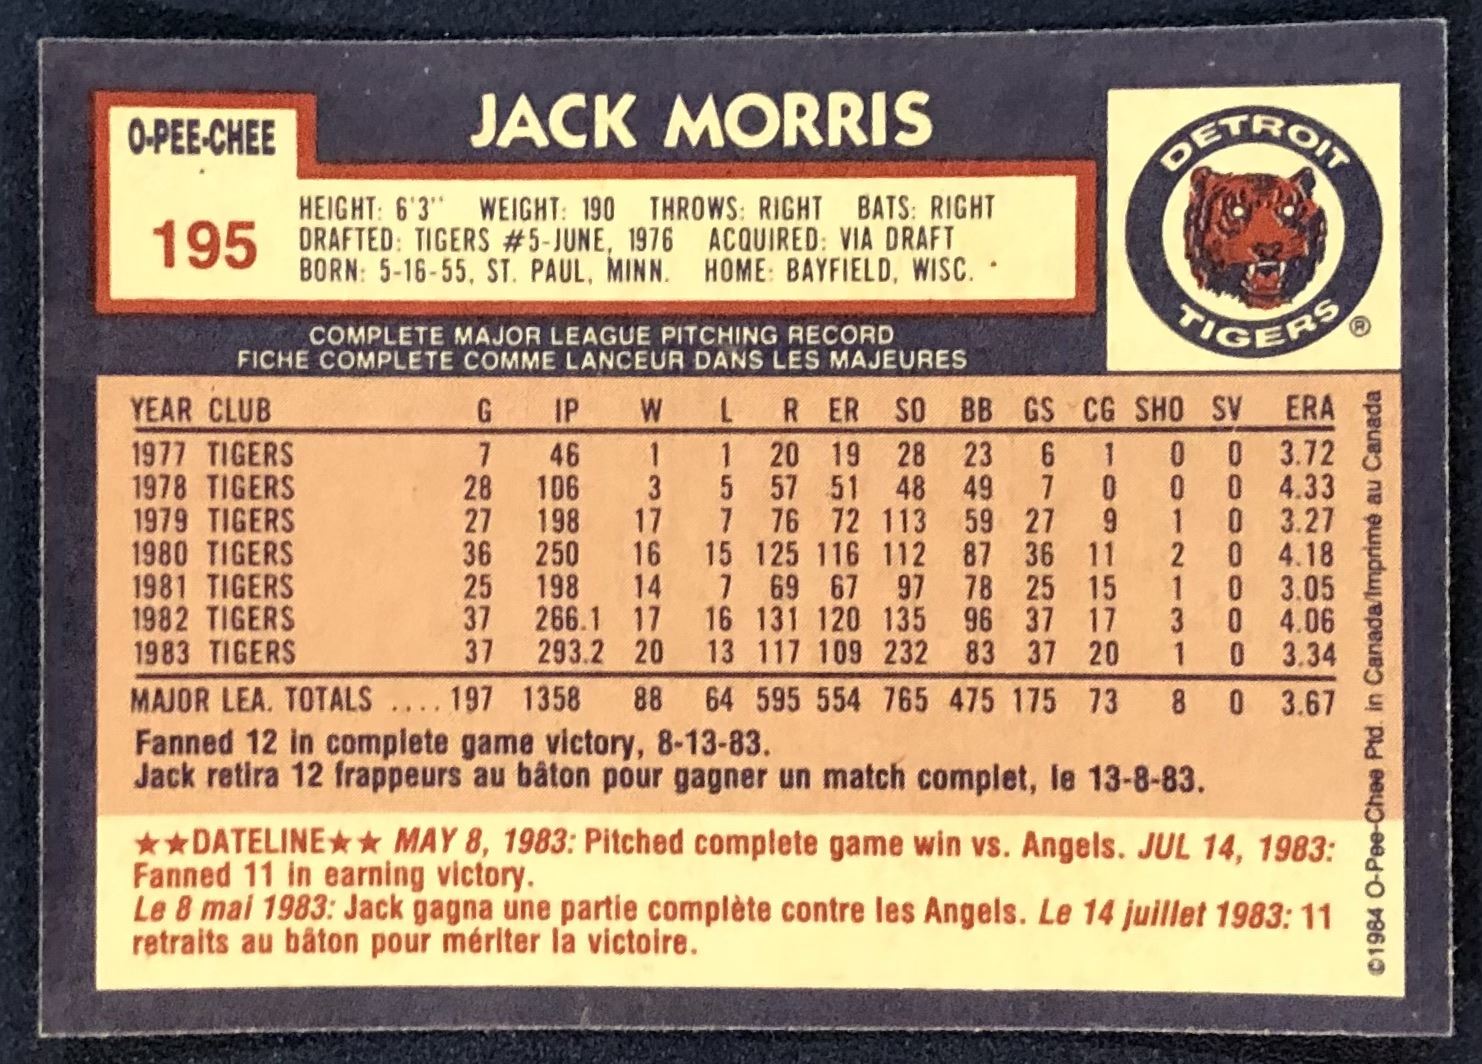 O-PEE-CHEE
195
JACK MORRIS
HEIGHT: 6'3" WEIGHT: 190 THROWS: RIGHT BATS: RIGHT
DRAFTED: TIGERS #5-JUNE, 1976 ACQUIRED: VIA DRAFT
BORN: 5-16-55, ST. PAUL, MINN. HOME: BAYFIELD, WISC.
DETROIT
TIGERS ®
COMPLETE MAJOR LEAGUE PITCHING RECORD
FICHE COMPLETE COMME LANCEUR DANS LES MAJEURES
YEAR CLUB G IP W L R ER SO BB GS CG SHO SV ERA
1977 TIGERS 7 46 1 1 20 19 28 23 6 1 0 0 3.72
1978 TIGERS 28 106 3 5 57 51 48 49 7 0 0 0 4.33
1979 TIGERS 27 198 17 7 76 72 113 59 27 9 1 0 3.27
1980 TIGERS 36 250 16 15 125 116 112 87 36 11 2 0 4.18
1981 TIGERS 25 198 14 7 69 67 97 78 25 15 1 0 3.05
1982 TIGERS 37 266.1 17 16 131 120 135 96 37 17 3 0 4.06
1983 TIGERS 37 293.2 20 13 117 109 232 83 37 20 1 0 3.34
MAJOR LEA. TOTALS .... 197 1358 88 64 595 554 765 475 175 73 8 0 3.67
Fanned 12 in complete game victory, 8-13-83.
Jack retira 12 frappeurs au bâton pour gagner un match complet, le 13-8-83.
★★DATELINE★★ MAY 8, 1983: Pitched complete game win vs. Angels. JUL 14, 1983:
Fanned 11 in earning victory.
Le 8 mai 1983: Jack gagna une partie complète contre les Angels. Le 14 juillet 1983: 11
retraits au bâton pour mériter la victoire.
©1984 O-Pee-Chee Ptd. in Canada/Imprimé au Canada